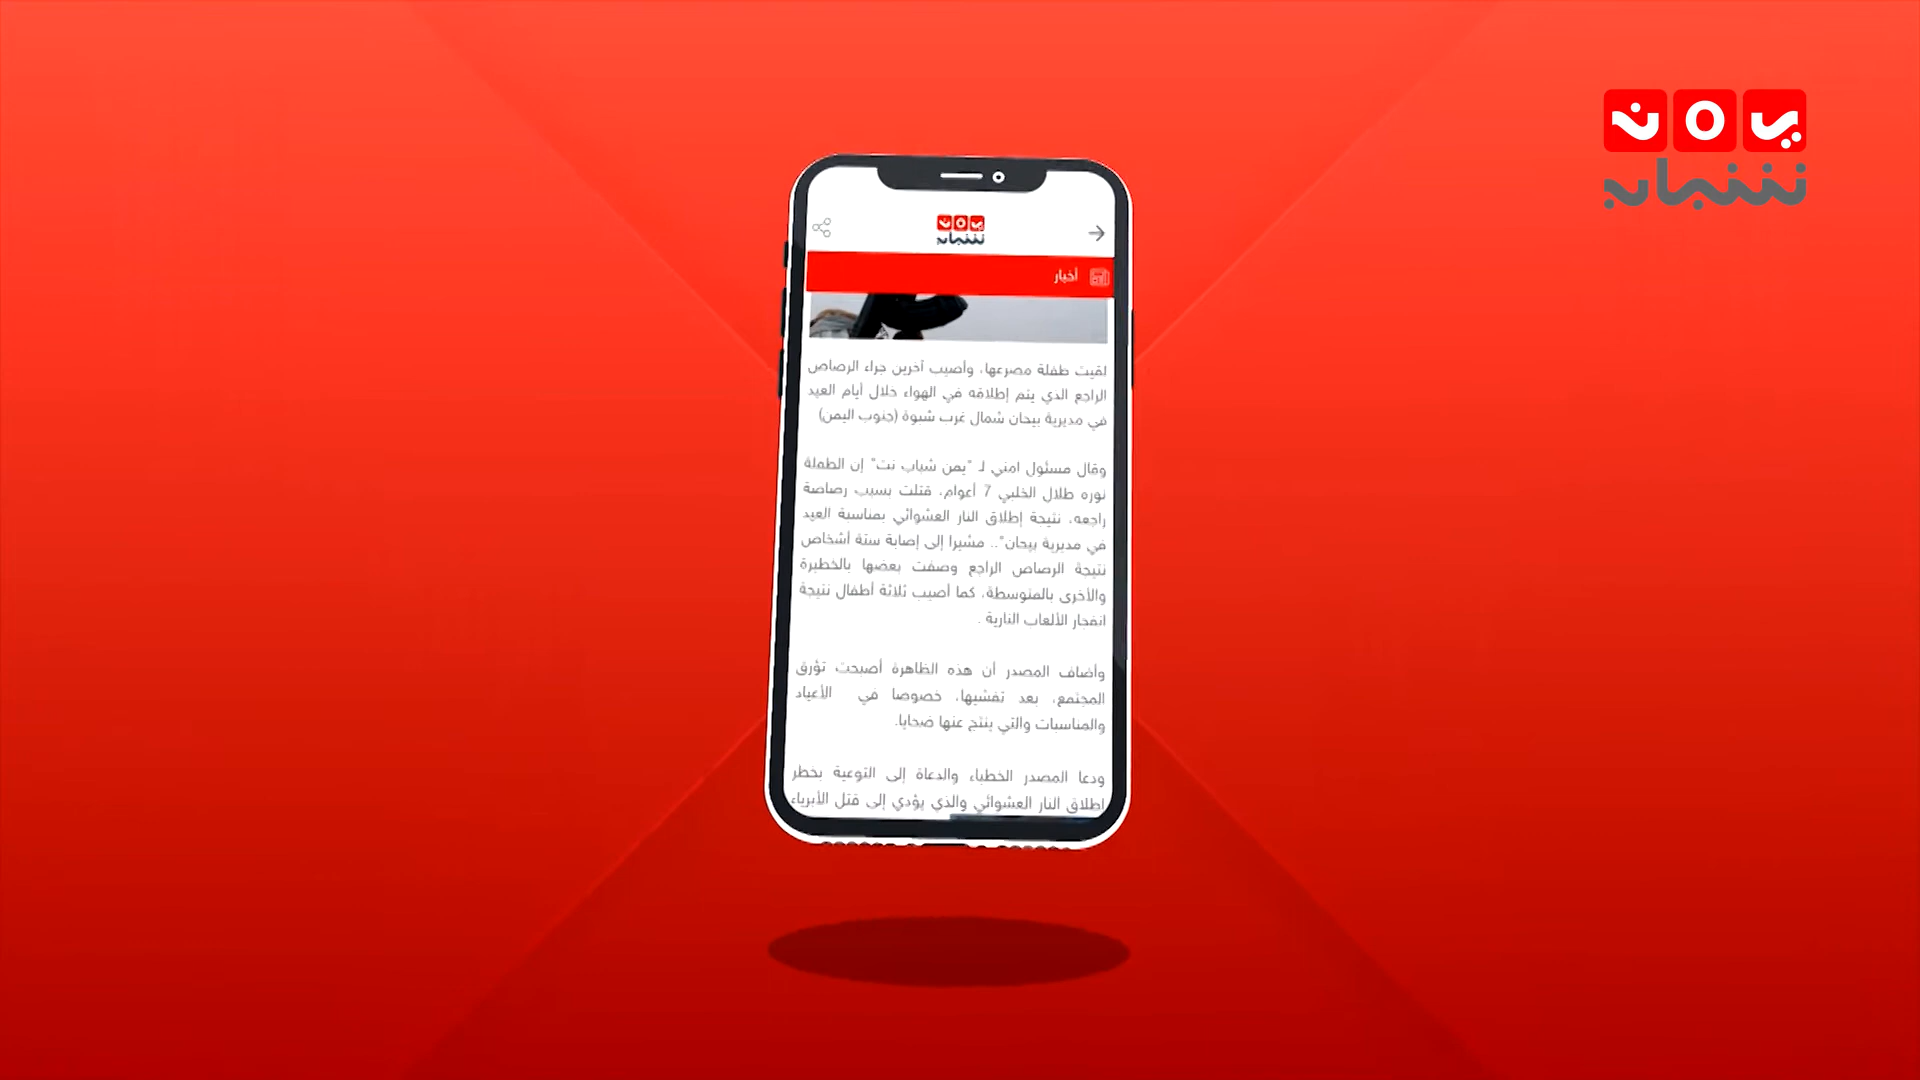 يمن
شباب
يمن
شباب
أخبار
لقيت طفلة مصرعها، وأصيب آخرين جراء الرصاص
الراجع الذي يتم إطلاقه في الهواء خلال أيام العيد
في مديرية بيحان شمال غرب شبوة (جنوب اليمن)
وقال مسئول امني لـ "يمن شباب نت" إن الطفلة
نوره طلال الخلبي 7 أعوام، قتلت بسبب رصاصة
راجعه، نتيجة إطلاق النار العشوائي بمناسبة العيد
في مديرية بيحان".. مشيرا إلى إصابة ستة أشخاص
نتيجة الرصاص الراجع وصفت بعضها بالخطيرة
والأخرى بالمتوسطة، كما أصيب ثلاثة أطفال نتيجة
انفجار الألعاب النارية .
وأضاف المصدر أن هذه الظاهرة أصبحت تؤرق
المجتمع، بعد تفشيها، خصوصا في الأعياد
والمناسبات والتي ينتج عنها ضحايا.
ودعا المصدر الخطباء والدعاة إلى التوعية بخطر
اطلاق النار العشوائي والذي يؤدي إلى قتل الأبرياء